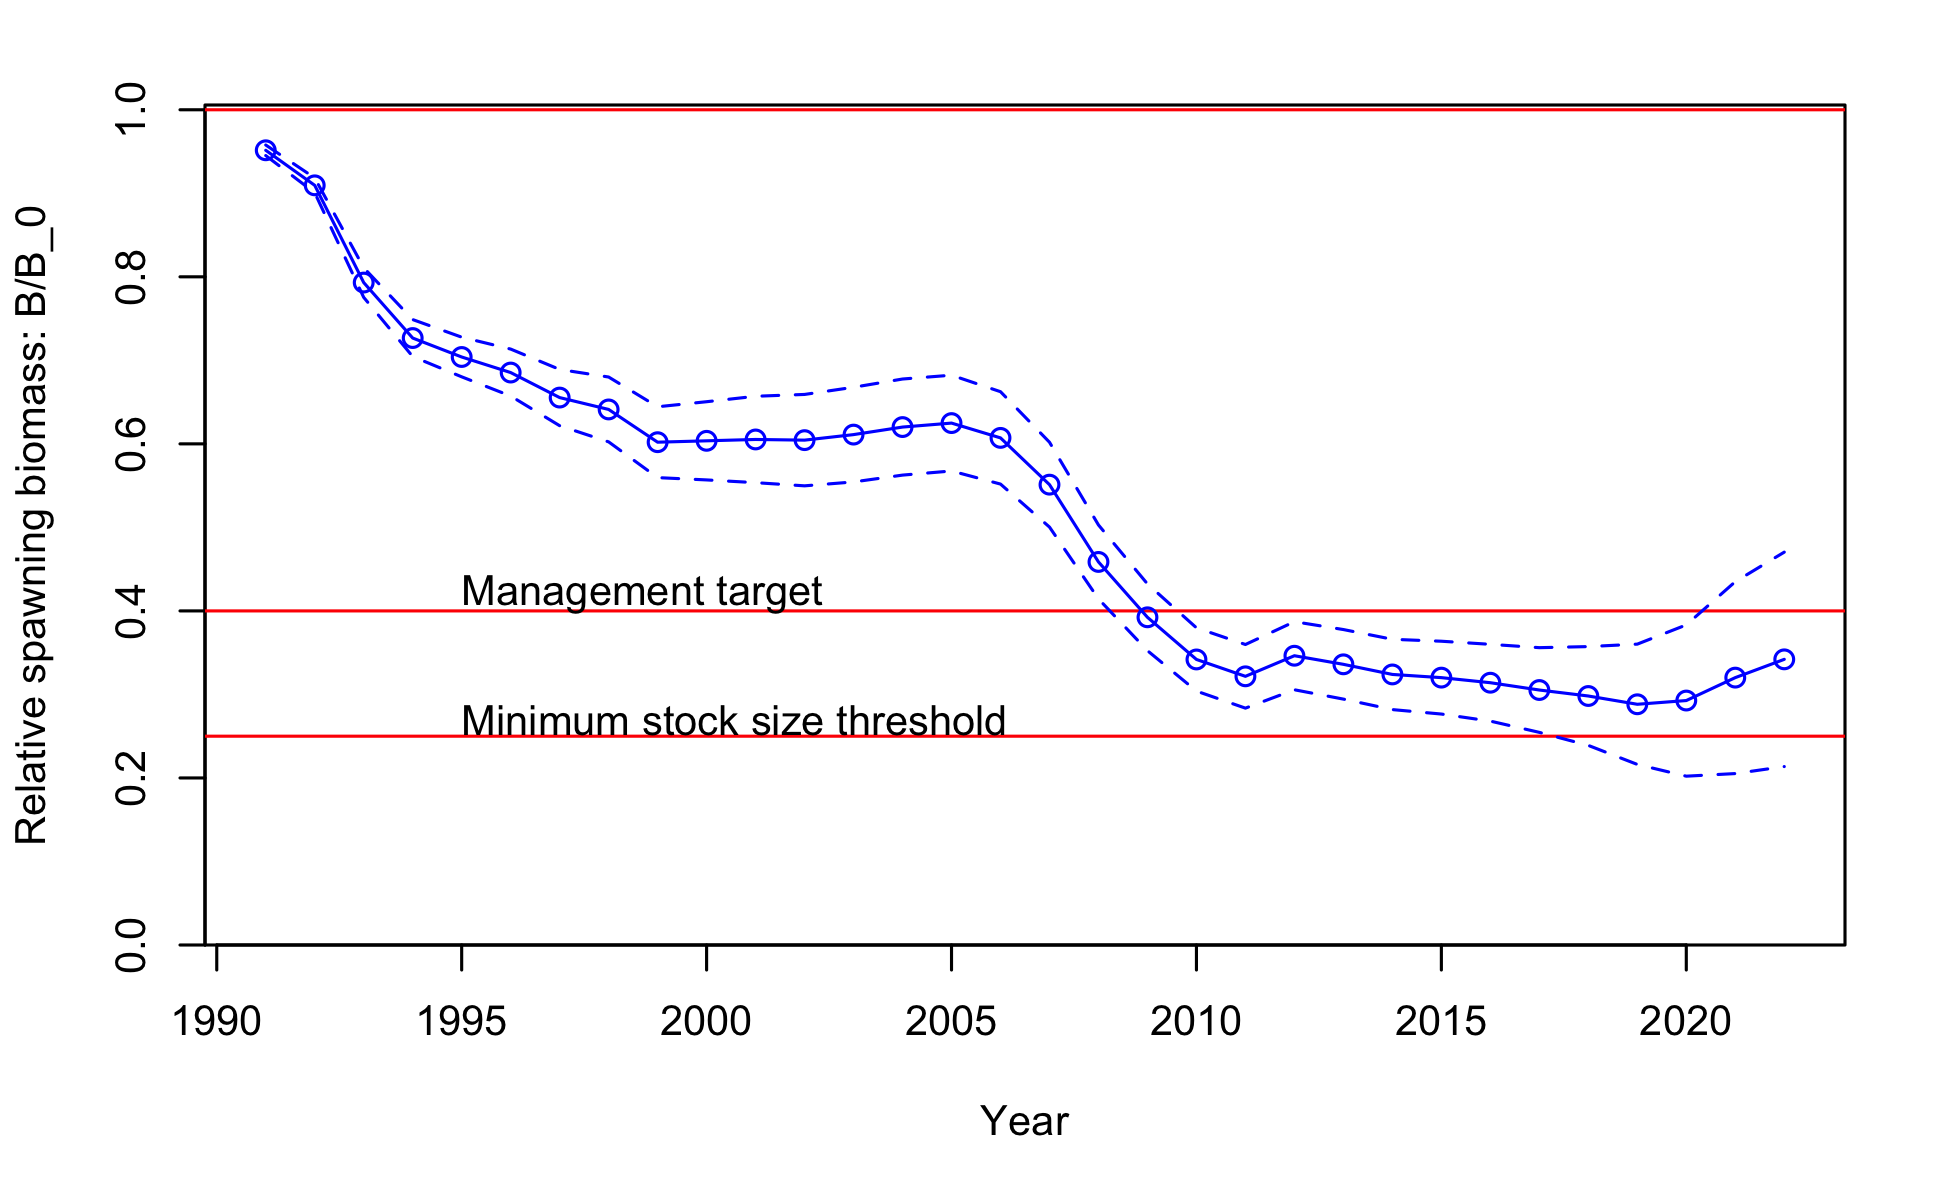 Relative spawning biomass: B/B_0
1.0
0.8
0.6
0.4
0.2
0.0
Management target
Minimum stock size threshold
1990 1995 2000 2005 2010 2015 2020
Year